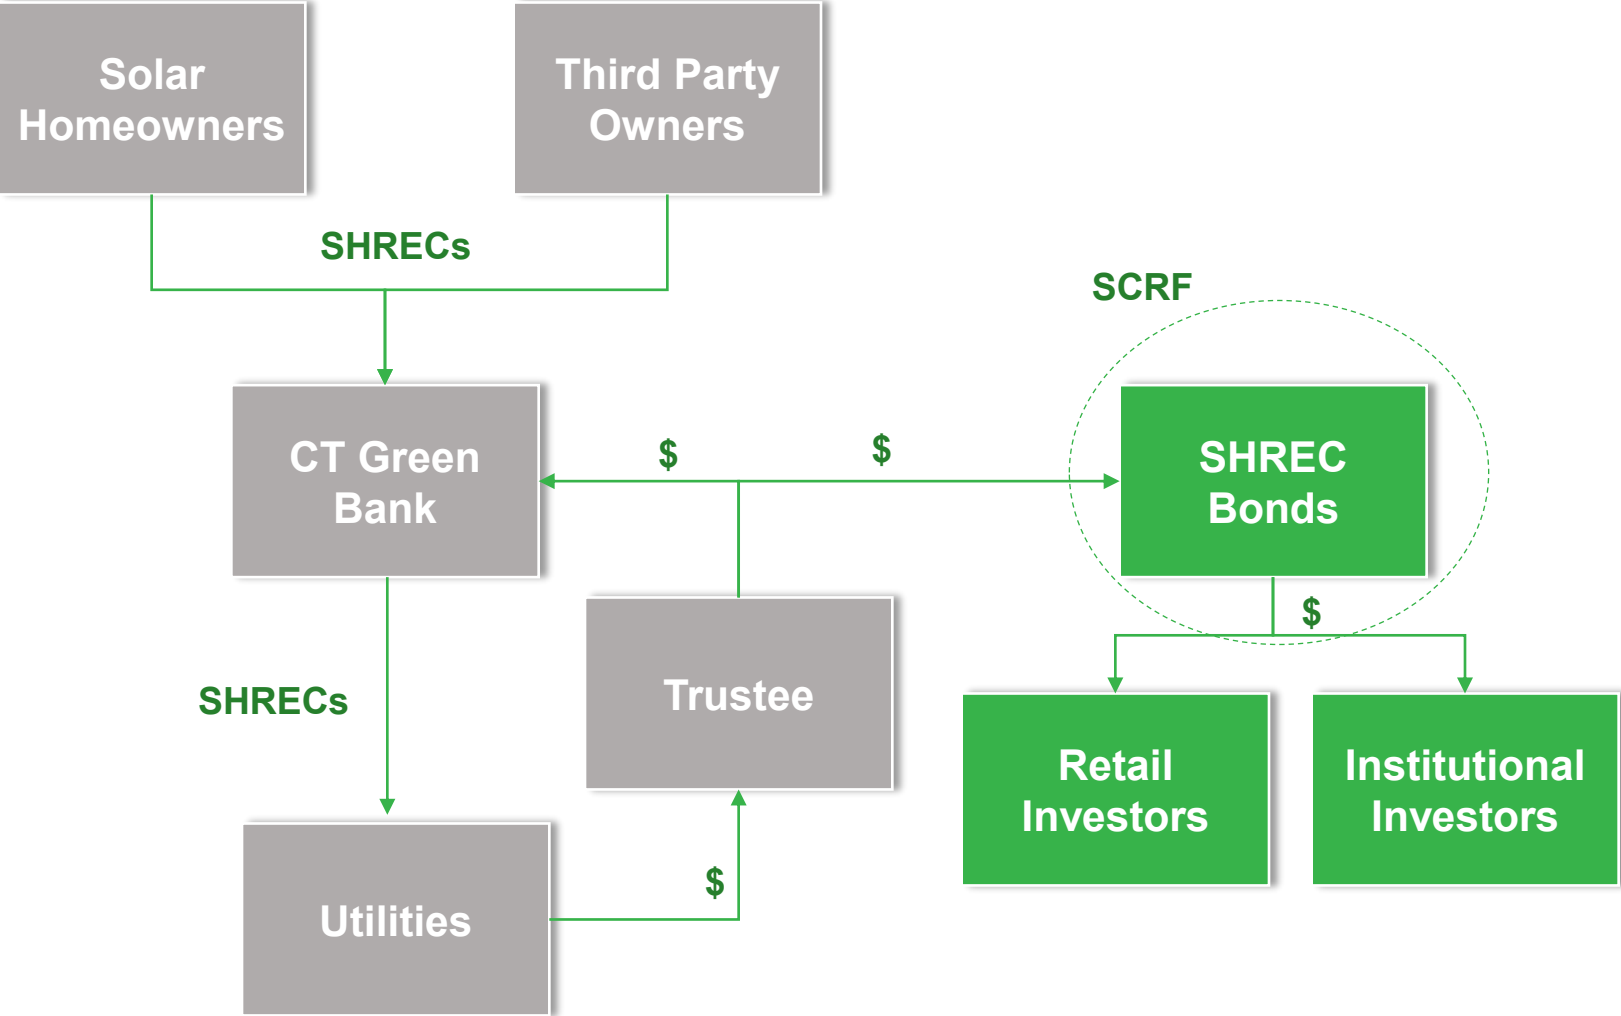 Solar
Homeowners
Third Party
Owners
SHRECs
SCRF
CT Green
Bank
$
$
SHREC
Bonds
$
Trustee
SHRECs
Retail
Investors
Institutional
Investors
$
Utilities